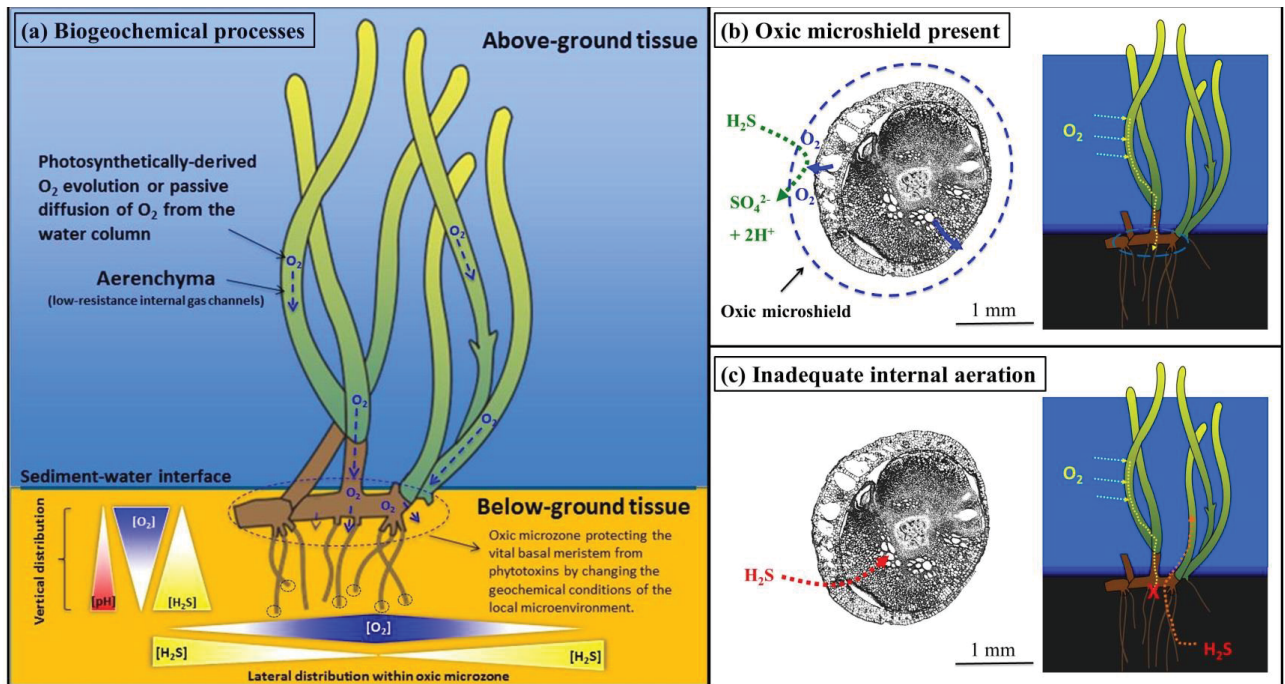 (a) Biogeochemical processes
Above-ground tissue
Photosynthetically-derived
O₂ evolution or passive
diffusion of O₂ from the
water column
Aerenchyma
(low-resistance internal gas channels)
O₂
O₂
O₂
O₂
Sediment-water interface
O₂
O₂
Below-ground tissue
Oxic microzone protecting the
vital basal meristem from
phytotoxins by changing the
geochemical conditions of the
local microenvironment.
Vertical distribution
[pH]
[O₂]
[H₂S]
[O₂]
[H₂S]
[H₂S]
Lateral distribution within oxic microzone
(b) Oxic microshield present
H₂S
O₂
O₂
SO₄²⁻
+ 2H⁺
Oxic microshield
1 mm
O₂
(c) Inadequate internal aeration
H₂S
1 mm
O₂
X
H₂S